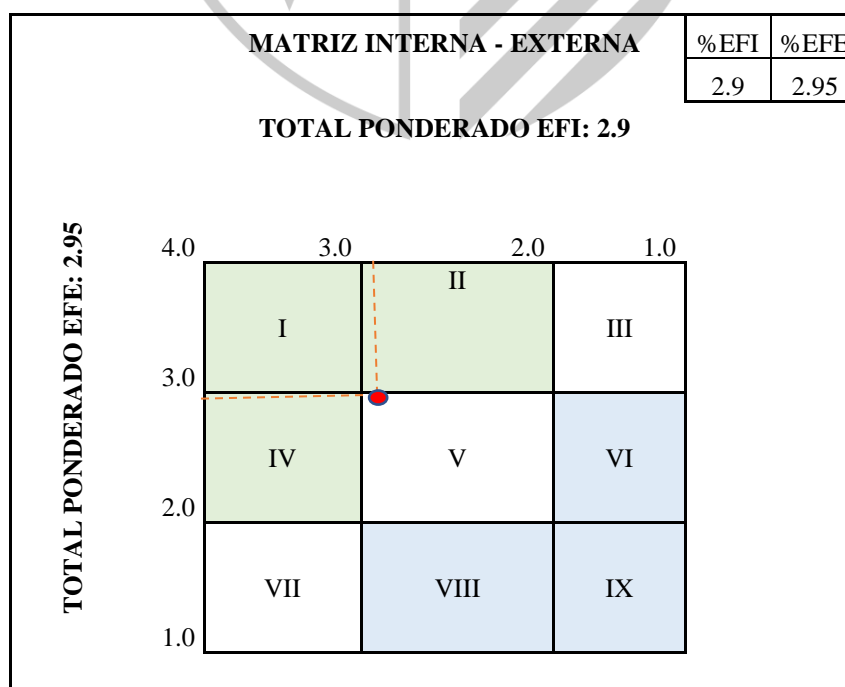 MATRIZ INTERNA - EXTERNA
%EFI %EFE
2.9 2.95
TOTAL PONDERADO EFI: 2.9
TOTAL PONDERADO EFE: 2.95
4.0 3.0 2.0 1.0
I II III
3.0
IV V VI
2.0
VII VIII IX
1.0